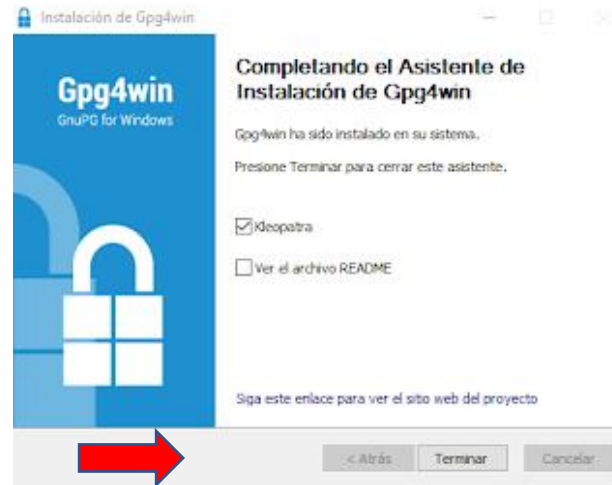 Instalación de Gpg4win
Gpg4win
GnuPG for Windows
Completando el Asistente de
Instalación de Gpg4win
Gpg4win ha sido instalado en su sistema.
Presione Terminar para cerrar este asistente.
Kleopatra
Ver el archivo README
Siga este enlace para ver el sitio web del proyecto
< Atrás
Terminar
Cancelar